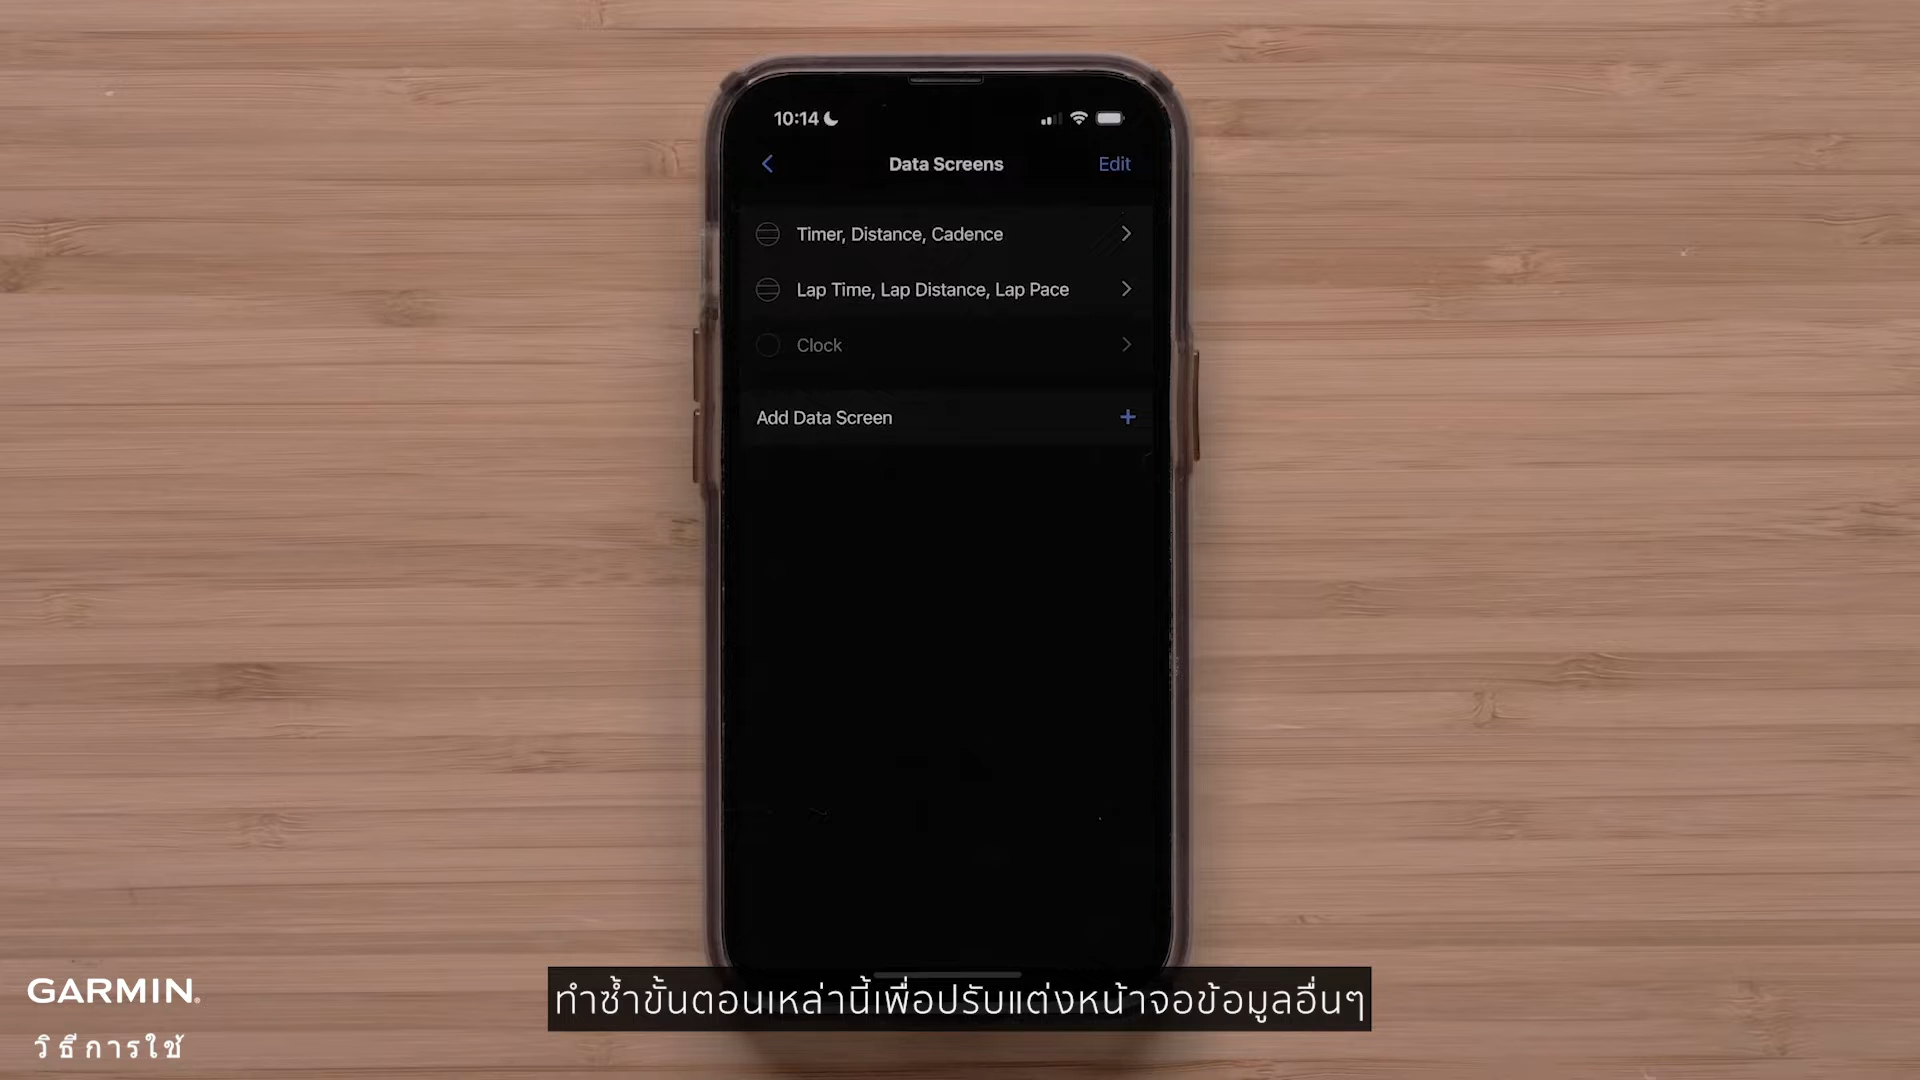 10:14
Data Screens
Edit
Timer, Distance, Cadence
Lap Time, Lap Distance, Lap Pace
Clock
Add Data Screen
GARMIN®
วิธีการใช้
ทำซ้ำขั้นตอนเหล่านี้เพื่อปรับแต่งหน้าจอข้อมูลอื่นๆ